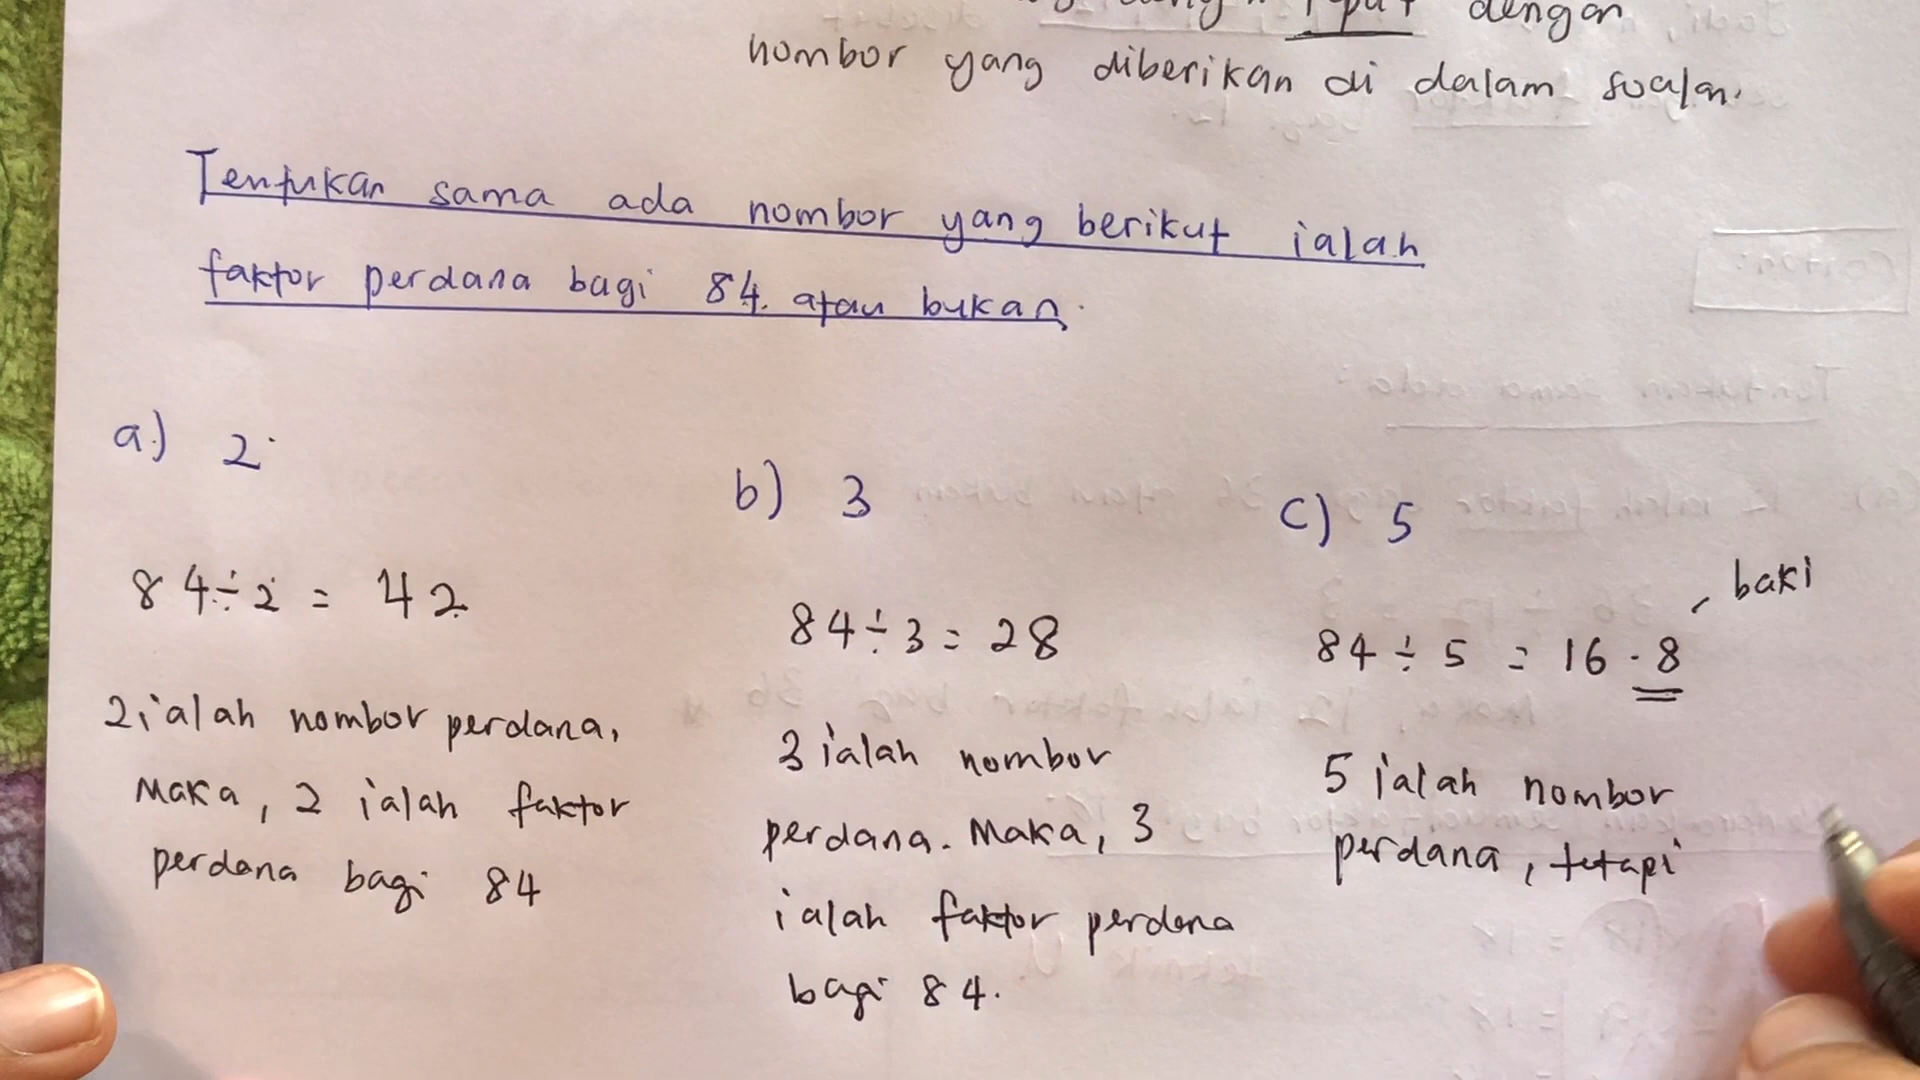 dengan
nombor yang diberikan di dalam soalan.
Tentukan sama ada nombor yang berikut ialah
faktor perdana bagi 84. atau bukan.
a) 2
84 ÷ 2 = 42
2 ialah nombor perdana,
Maka, 2 ialah faktor
perdana bagi 84
b) 3
84 ÷ 3 = 28
3 ialah nombor
perdana. Maka, 3
ialah faktor perdana
bagi 84.
c) 5
baki
84 ÷ 5 = 16.8
5 ialah nombor
perdana, tetapi